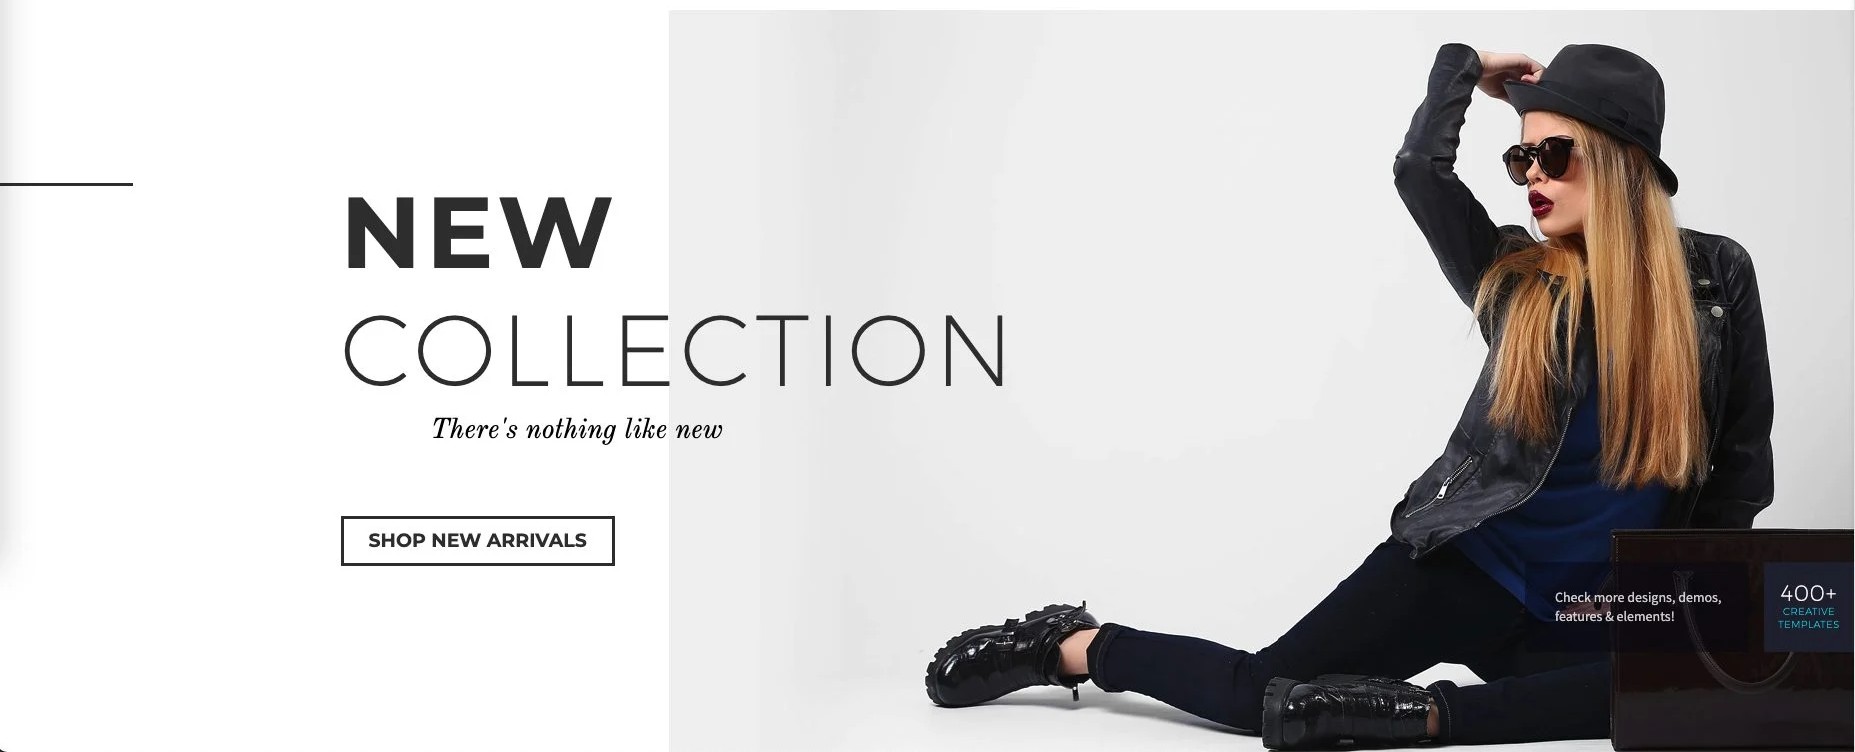 NEW
COLLECTION
There's nothing like new
SHOP NEW ARRIVALS
Check more designs, demos,
features & elements!
400+
CREATIVE
TEMPLATES